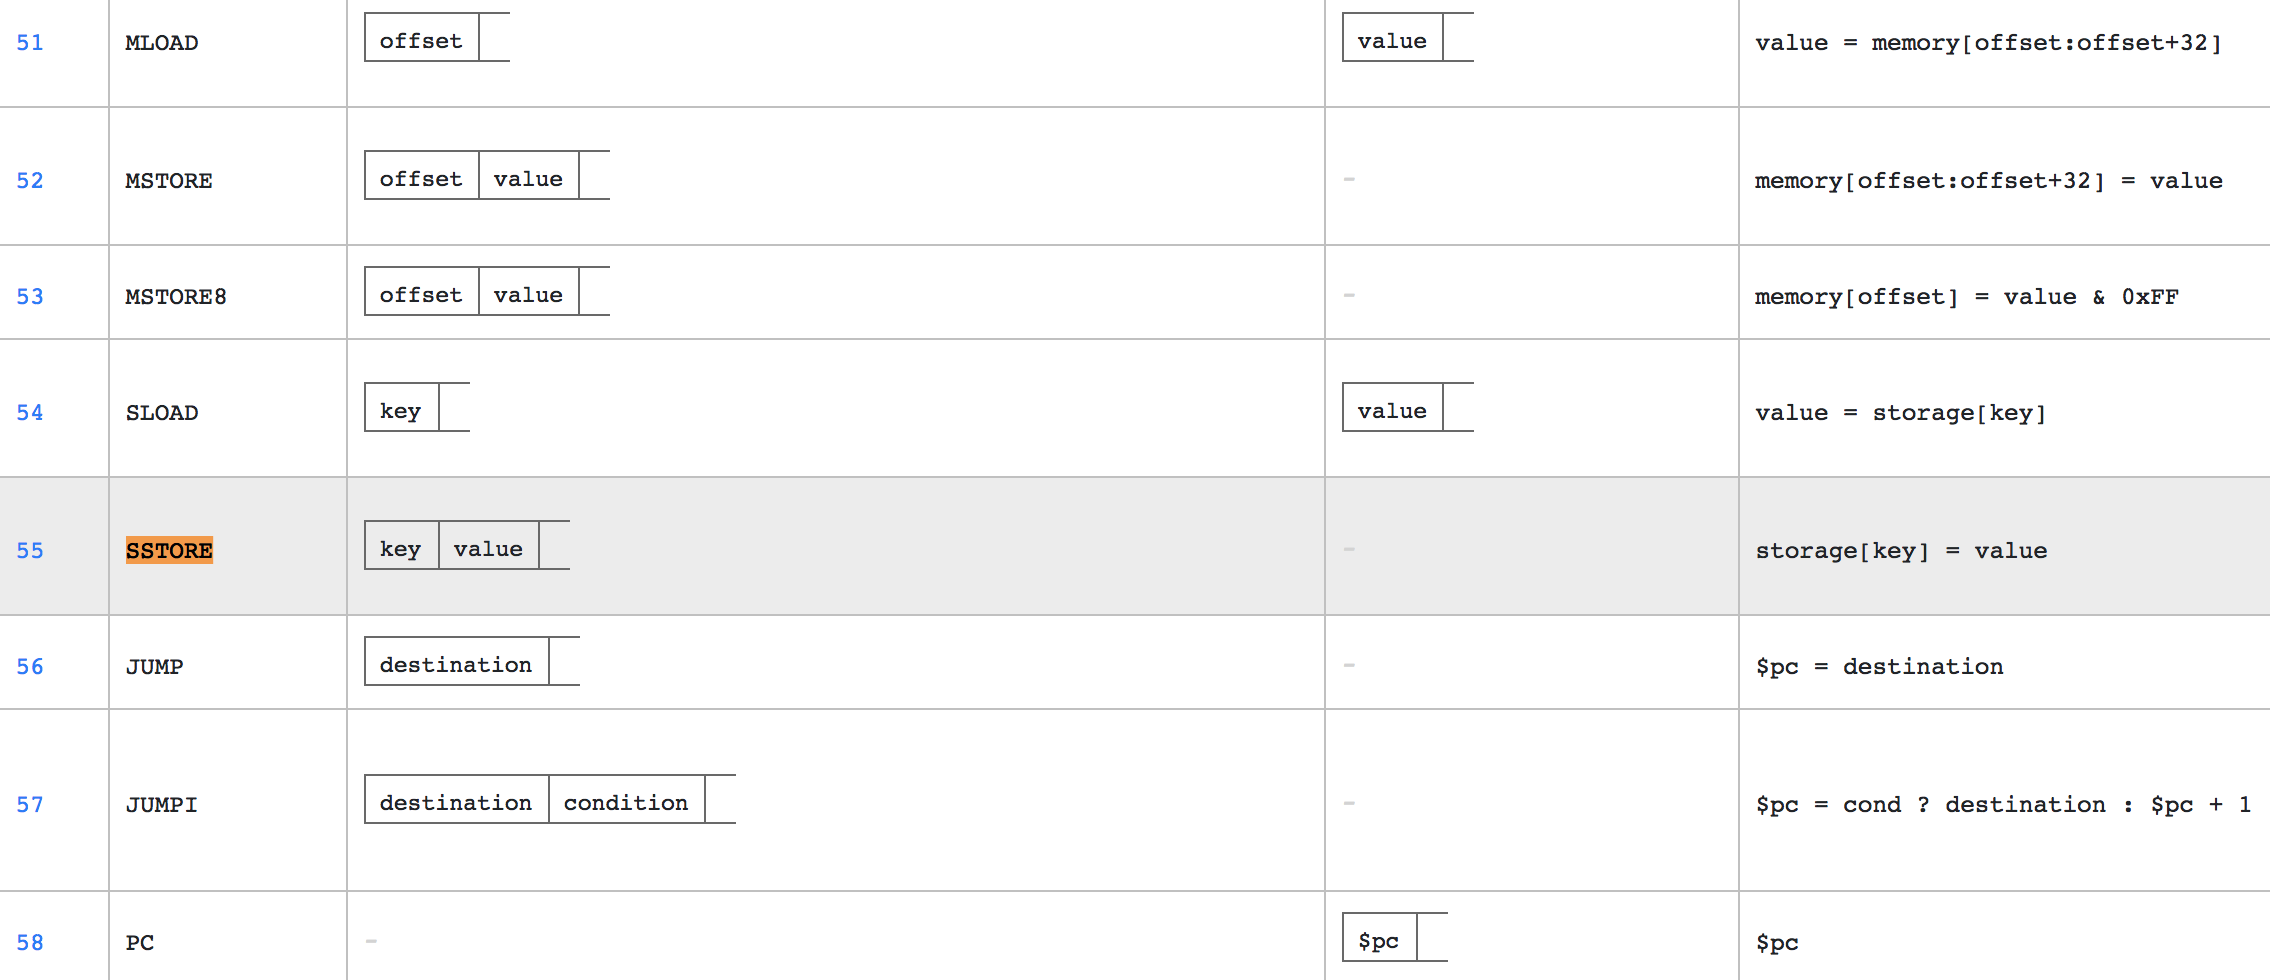 51 MLOAD offset value value = memory[offset:offset+32]
52 MSTORE offset value - memory[offset:offset+32] = value
53 MSTORE8 offset value - memory[offset] = value & 0xFF
54 SLOAD key value value = storage[key]
55 SSTORE key value - storage[key] = value
56 JUMP destination - $pc = destination
57 JUMPI destination condition - $pc = cond ? destination : $pc + 1
58 PC - $pc $pc